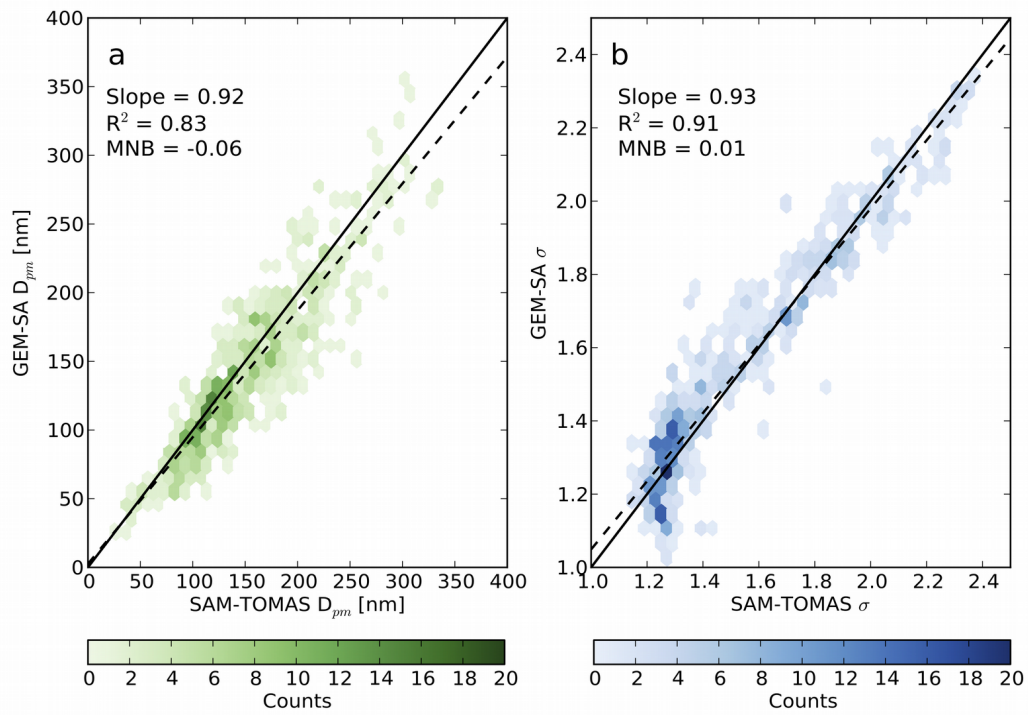 a
Slope = 0.92
R² = 0.83
MNB = -0.06
GEM-SA D_pm [nm]
400
350
300
250
200
150
100
50
0
0 50 100 150 200 250 300 350 400
SAM-TOMAS D_pm [nm]
0 2 4 6 8 10 12 14 16 18 20
Counts
b
Slope = 0.93
R² = 0.91
MNB = 0.01
GEM-SA σ
2.4
2.2
2.0
1.8
1.6
1.4
1.2
1.0
1.0 1.2 1.4 1.6 1.8 2.0 2.2 2.4
SAM-TOMAS σ
0 2 4 6 8 10 12 14 16 18 20
Counts